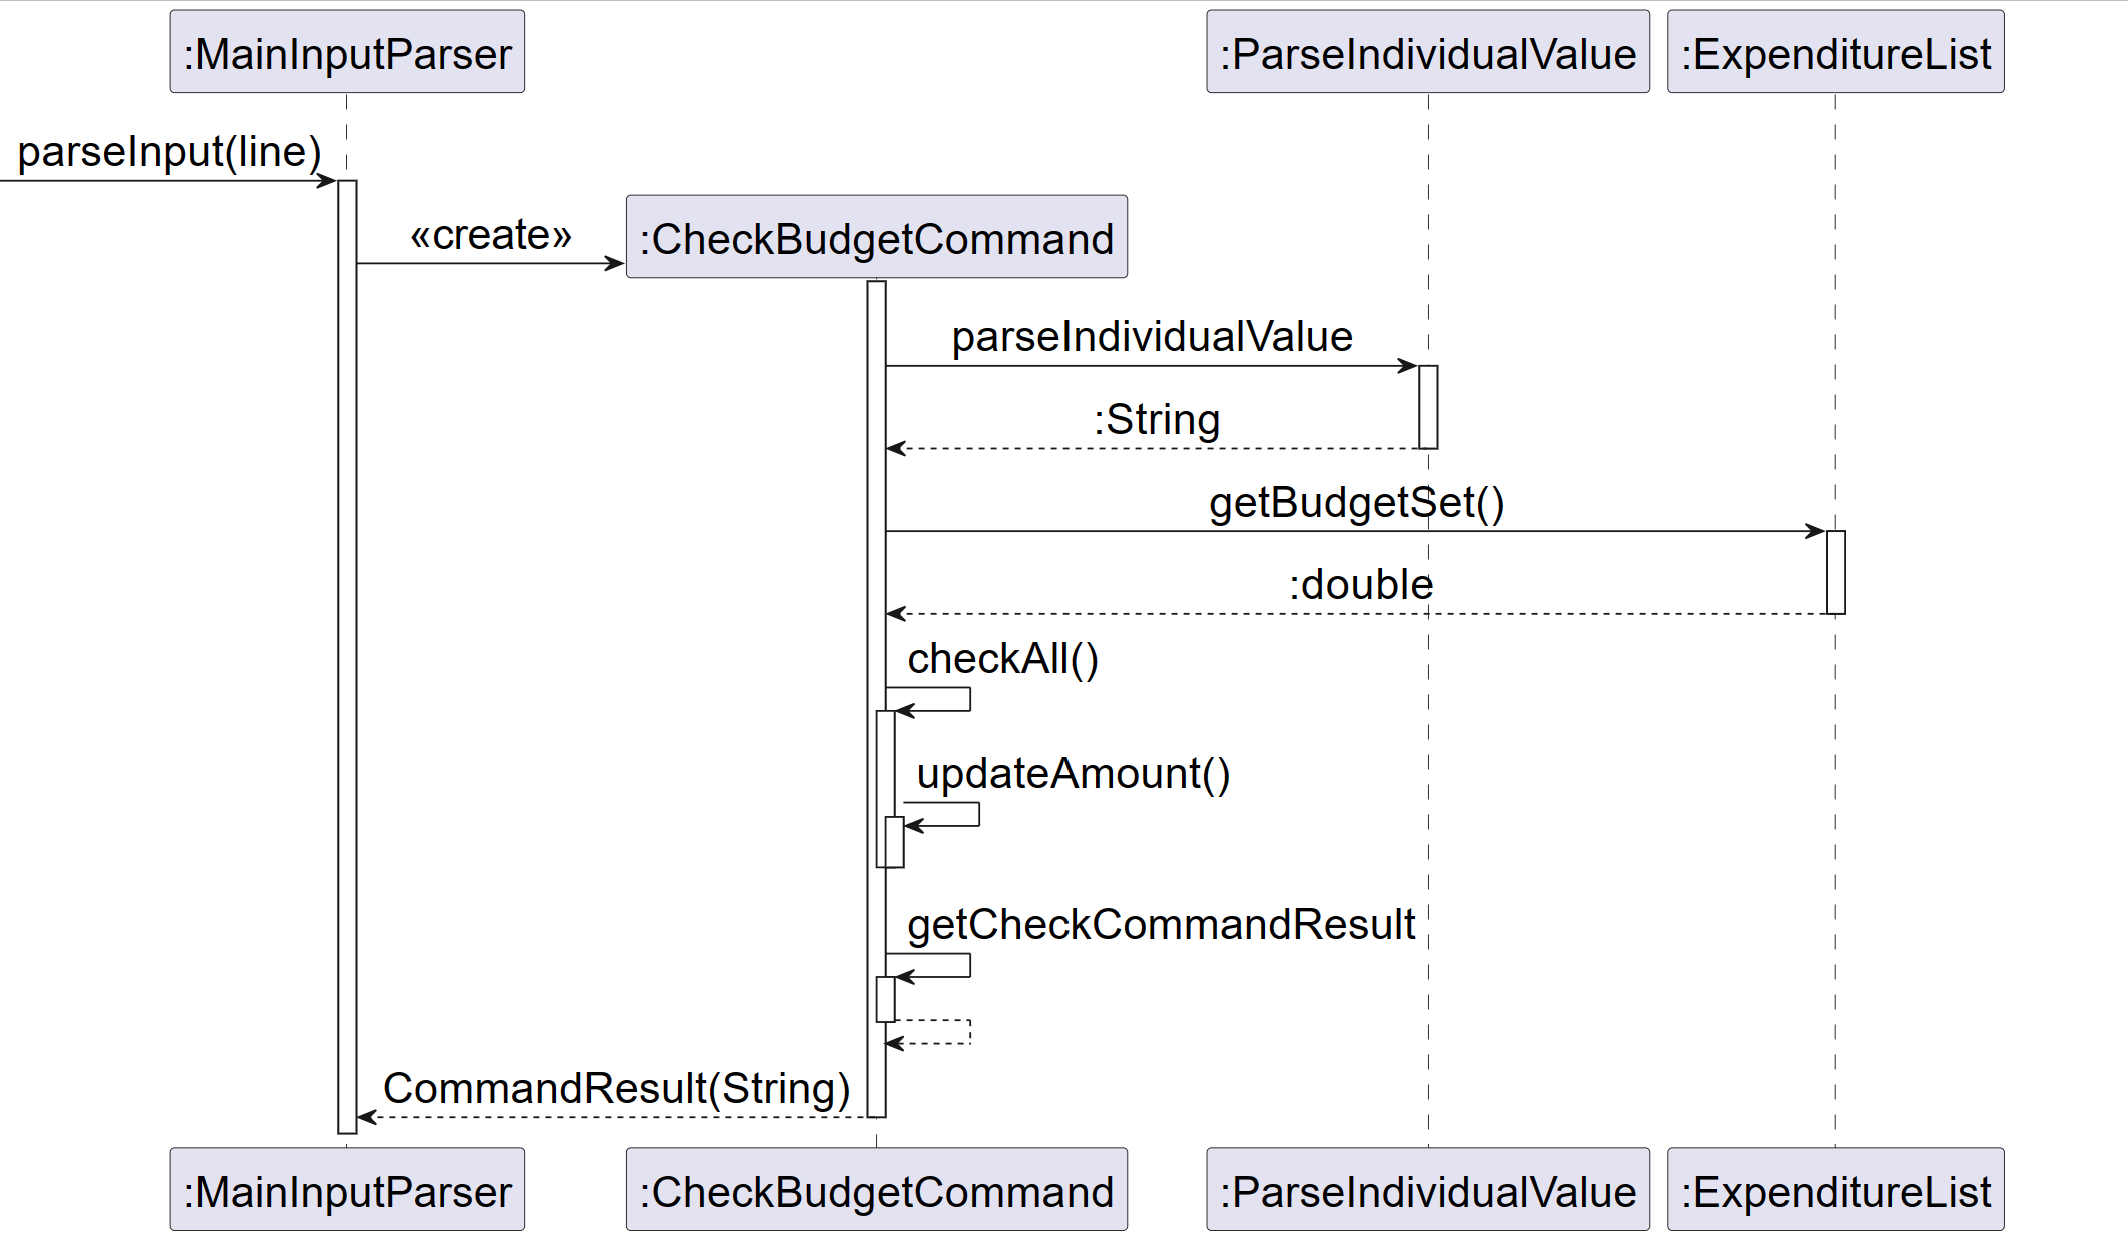 :MainInputParser
:ParseIndividualValue
:ExpenditureList
parseInput(line)
«create»
:CheckBudgetCommand
parseIndividualValue
:String
getBudgetSet()
:double
checkAll()
updateAmount()
getCheckCommandResult
CommandResult(String)
:MainInputParser
:CheckBudgetCommand
:ParseIndividualValue
:ExpenditureList